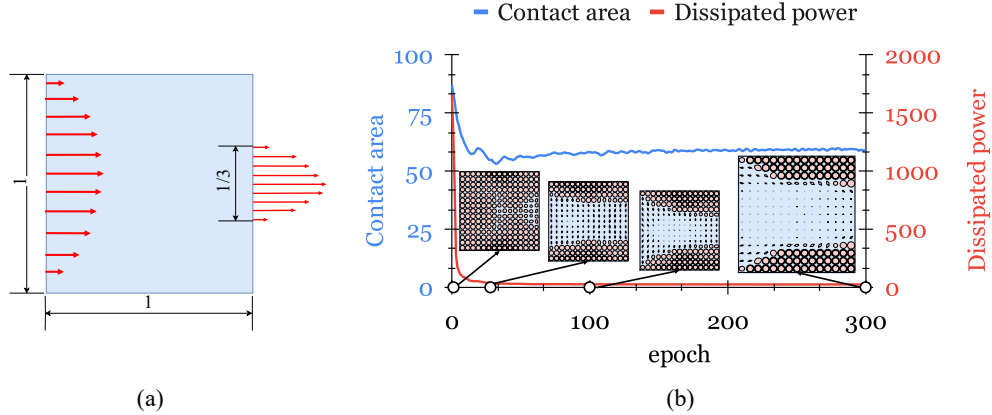 Contact area Dissipated power
1
1/3
1
(a)
Contact area
100
75
50
25
0
2000
1500
1000
500
0
Dissipated power
0 100 200 300
epoch
(b)